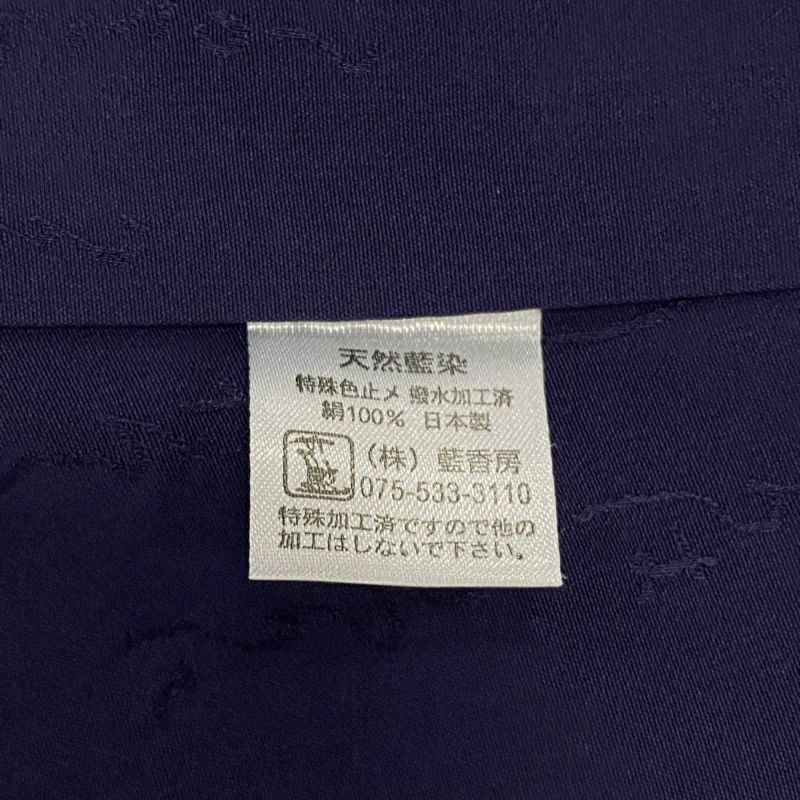 天然藍染
特殊色止メ 撥水加工済
絹100% 日本製
(株) 藍香房
075-533-3110
特殊加工済ですので他の
加工はしないで下さい。